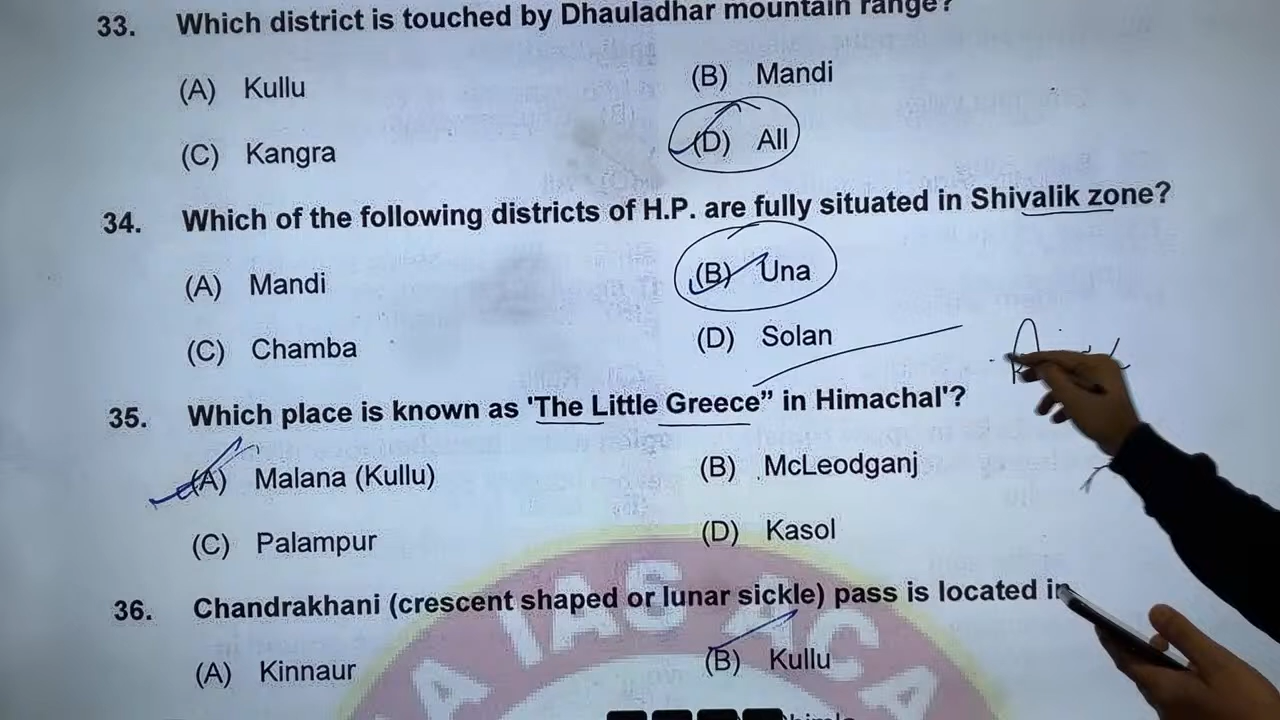 33. Which district is touched by Dhauladhar mountain range?
(A) Kullu (B) Mandi
(C) Kangra (D) All
34. Which of the following districts of H.P. are fully situated in Shivalik zone?
(A) Mandi (B) Una
(C) Chamba (D) Solan
35. Which place is known as 'The Little Greece” in Himachal'?
(A) Malana (Kullu) (B) McLeodganj
(C) Palampur (D) Kasol
36. Chandrakhani (crescent shaped or lunar sickle) pass is located in
(A) Kinnaur (B) Kullu
IAS ACA